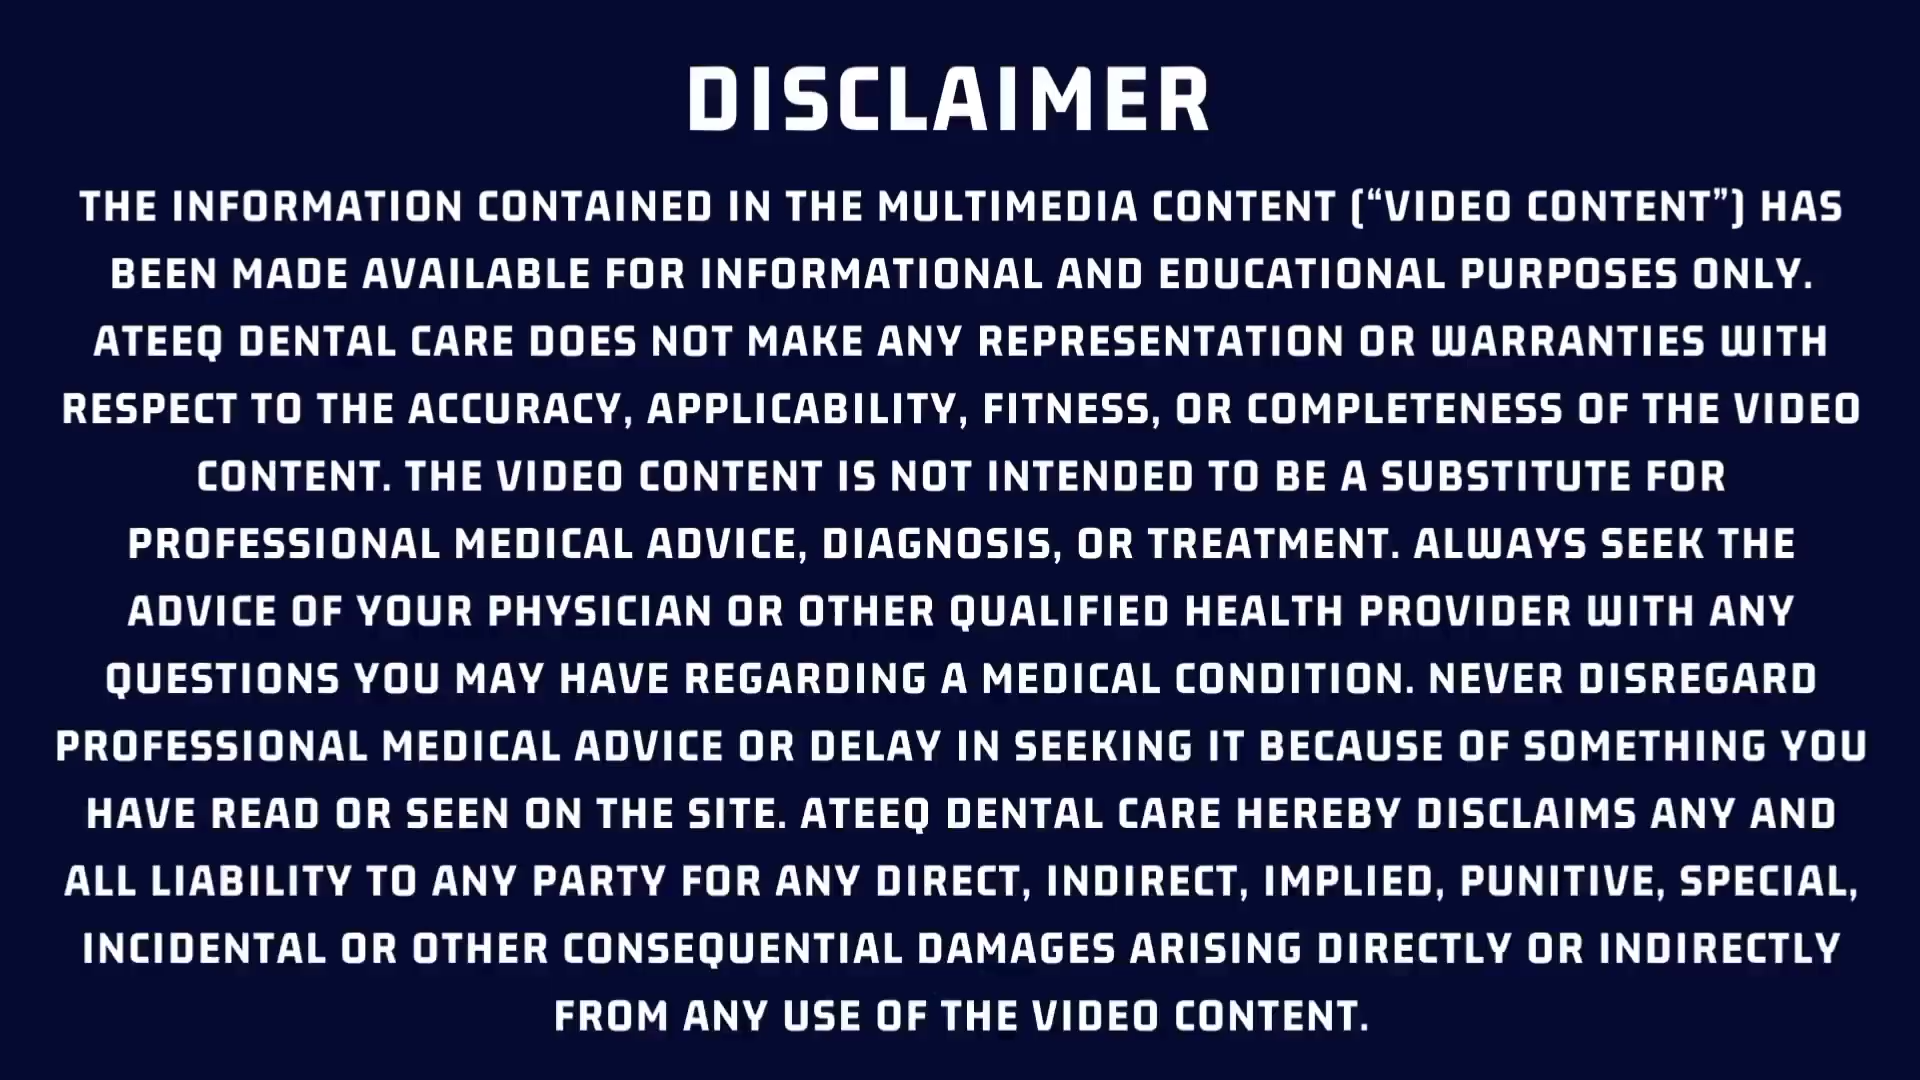 DISCLAIMER
THE INFORMATION CONTAINED IN THE MULTIMEDIA CONTENT (“VIDEO CONTENT”) HAS
BEEN MADE AVAILABLE FOR INFORMATIONAL AND EDUCATIONAL PURPOSES ONLY.
ATEEQ DENTAL CARE DOES NOT MAKE ANY REPRESENTATION OR WARRANTIES WITH
RESPECT TO THE ACCURACY, APPLICABILITY, FITNESS, OR COMPLETENESS OF THE VIDEO
CONTENT. THE VIDEO CONTENT IS NOT INTENDED TO BE A SUBSTITUTE FOR
PROFESSIONAL MEDICAL ADVICE, DIAGNOSIS, OR TREATMENT. ALWAYS SEEK THE
ADVICE OF YOUR PHYSICIAN OR OTHER QUALIFIED HEALTH PROVIDER WITH ANY
QUESTIONS YOU MAY HAVE REGARDING A MEDICAL CONDITION. NEVER DISREGARD
PROFESSIONAL MEDICAL ADVICE OR DELAY IN SEEKING IT BECAUSE OF SOMETHING YOU
HAVE READ OR SEEN ON THE SITE. ATEEQ DENTAL CARE HEREBY DISCLAIMS ANY AND
ALL LIABILITY TO ANY PARTY FOR ANY DIRECT, INDIRECT, IMPLIED, PUNITIVE, SPECIAL,
INCIDENTAL OR OTHER CONSEQUENTIAL DAMAGES ARISING DIRECTLY OR INDIRECTLY
FROM ANY USE OF THE VIDEO CONTENT.